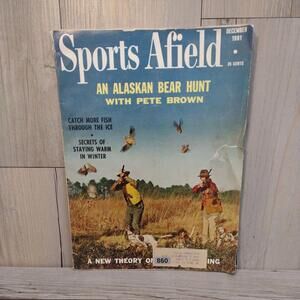 DECEMBER
1961
Sports Afield
25 CENTS
AN ALASKAN BEAR HUNT
WITH PETE BROWN
CATCH MORE FISH
THROUGH THE ICE
SECRETS OF
STAYING WARM
IN WINTER
A NEW THEORY OF
860